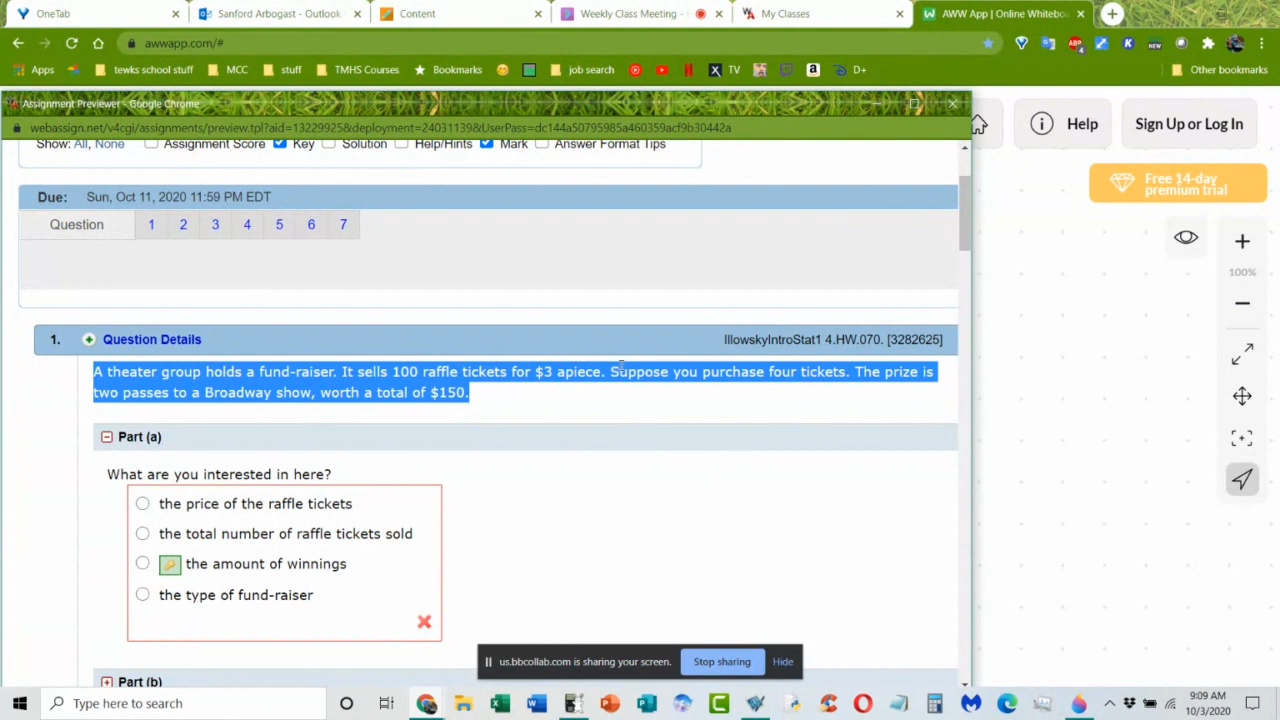 OneTab
Sanford Arbogast - Outlook
Content
Weekly Class Meeting -
My Classes
AWW App | Online Whitebo
awwapp.com/#
ABP
4
K
NEW
Apps
tewks school stuff
MCC
stuff
TMHS Courses
Bookmarks
job search
TV
D+
Other bookmarks
Assignment Previewer - Google Chrome
webassign.net/v4cgi/assignments/preview.tpl?aid=13229925&deployment=24031139&UserPass=dc144a50795985a460359acf9b30442a
Help
Sign Up or Log In
Show: All, None
Assignment Score
Key
Solution
Help/Hints
Mark
Answer Format Tips
Free 14-day
premium trial
Due: Sun, Oct 11, 2020 11:59 PM EDT
Question 1 2 3 4 5 6 7
100%
1. Question Details
IllowskyIntroStat1 4.HW.070. [3282625]
A theater group holds a fund-raiser. It sells 100 raffle tickets for $3 apiece. Suppose you purchase four tickets. The prize is
two passes to a Broadway show, worth a total of $150.
Part (a)
What are you interested in here?
the price of the raffle tickets
the total number of raffle tickets sold
the amount of winnings
the type of fund-raiser
us.bbcollab.com is sharing your screen.
Stop sharing
Hide
Part (b)
Type here to search
9:09 AM
10/3/2020